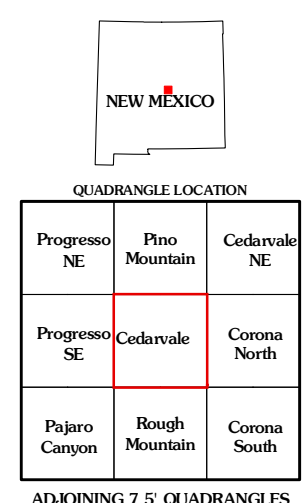 NEW MEXICO
QUADRANGLE LOCATION
Progresso
NE
Pino
Mountain
Cedarvale
NE
Progresso
SE
Cedarvale
Corona
North
Pajaro
Canyon
Rough
Mountain
Corona
South
ADJOINING 7.5' QUADRANGLES